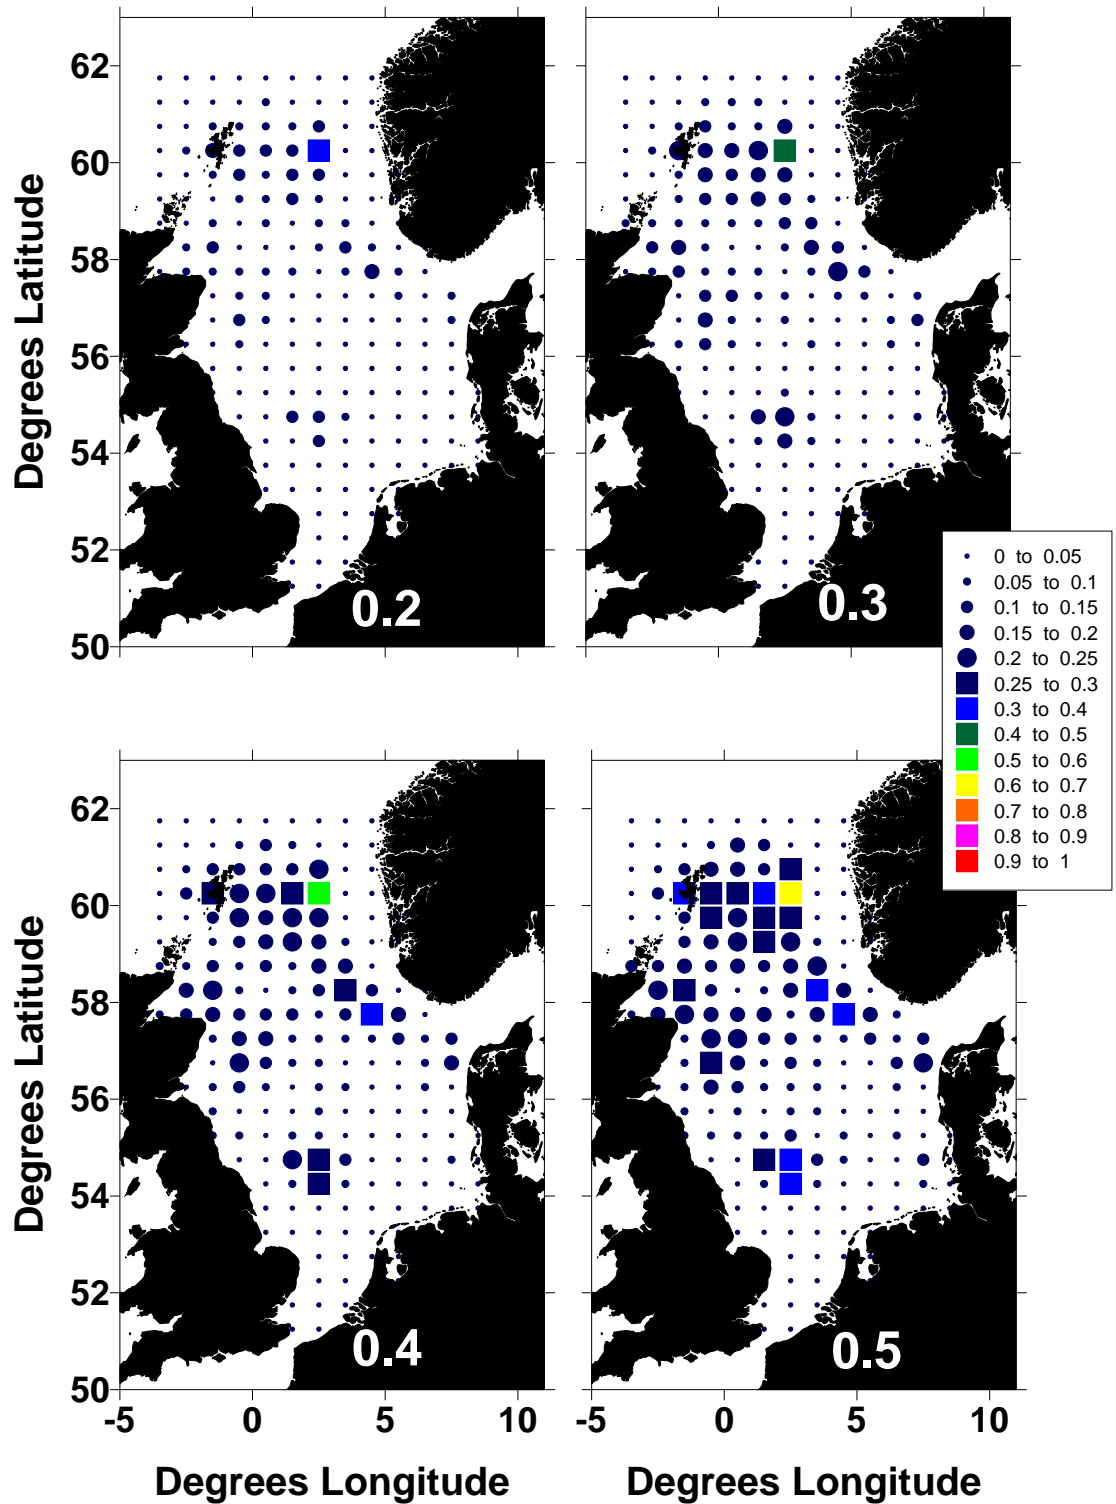 62
60
58
56
54
52
50
Degrees Latitude
0.2
0.3
0 to 0.05
0.05 to 0.1
0.1 to 0.15
0.15 to 0.2
0.2 to 0.25
0.25 to 0.3
0.3 to 0.4
0.4 to 0.5
0.5 to 0.6
0.6 to 0.7
0.7 to 0.8
0.8 to 0.9
0.9 to 1
62
60
58
56
54
52
50
Degrees Latitude
0.4
0.5
-5 0 5 10
-5 0 5 10
Degrees Longitude
Degrees Longitude